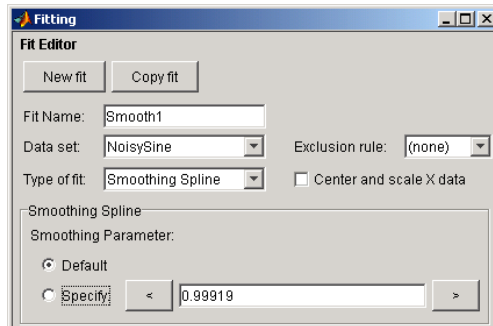 Fitting
Fit Editor
New fit Copy fit
Fit Name: Smooth1
Data set: NoisySine Exclusion rule: (none)
Type of fit: Smoothing Spline Center and scale X data
Smoothing Spline
Smoothing Parameter:
Default
Specify: < 0.99919 >